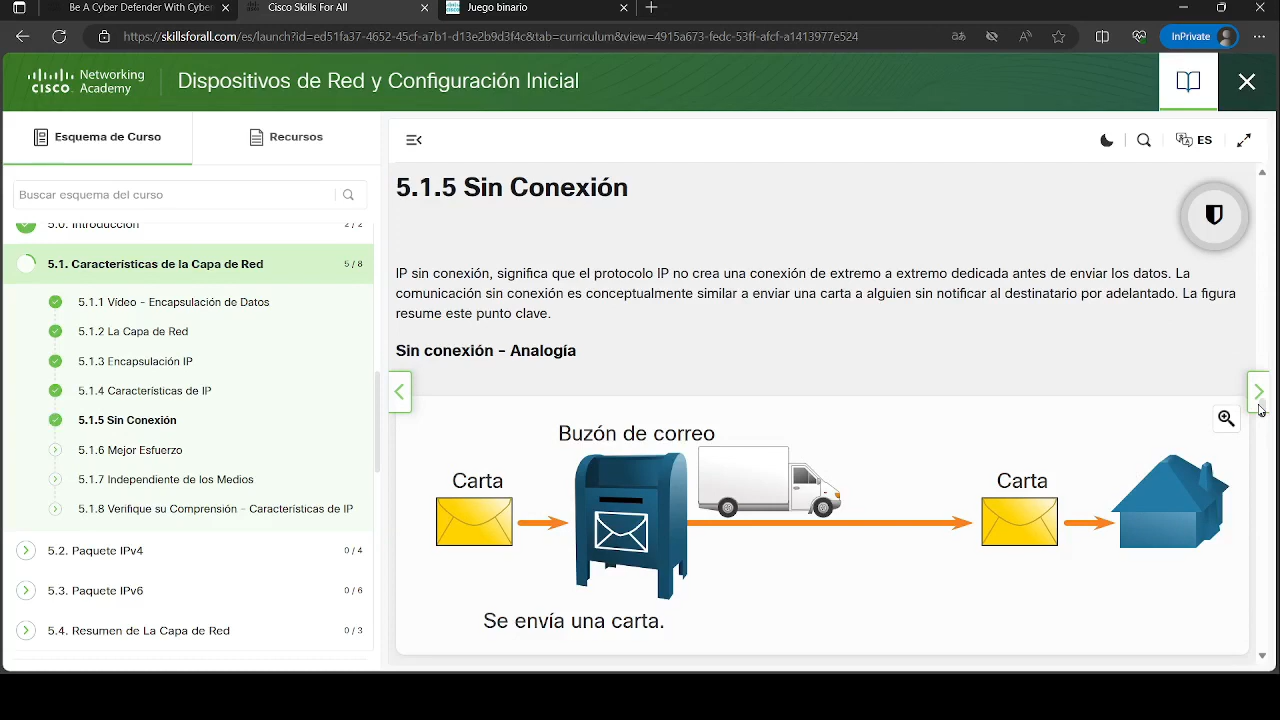 Be A Cyber Defender With Cyber
Cisco Skills For All
Juego binario
https://skillsforall.com/es/launch?id=ed51fa37-4652-45cf-a7b1-d13e2b9d3f4c8&tab=curriculum&view=4915a673-fedc-53ff-afcf-a1413977e524
InPrivate
Networking
CISCO Academy
Dispositivos de Red y Configuración Inicial
Esquema de Curso
Recursos
ES
Buscar esquema del curso
5.0. Introducción 2 / 2
5.1. Características de la Capa de Red 5 / 8
5.1.1 Vídeo - Encapsulación de Datos
5.1.2 La Capa de Red
5.1.3 Encapsulación IP
5.1.4 Características de IP
5.1.5 Sin Conexión
5.1.6 Mejor Esfuerzo
5.1.7 Independiente de los Medios
5.1.8 Verifique su Comprensión - Características de IP
5.2. Paquete IPv4 0 / 4
5.3. Paquete IPv6 0 / 6
5.4. Resumen de La Capa de Red 0 / 3
5.1.5 Sin Conexión
IP sin conexión, significa que el protocolo IP no crea una conexión de extremo a extremo dedicada antes de enviar los datos. La
comunicación sin conexión es conceptualmente similar a enviar una carta a alguien sin notificar al destinatario por adelantado. La figura
resume este punto clave.
Sin conexión - Analogía
Buzón de correo
Carta
Carta
Se envía una carta.